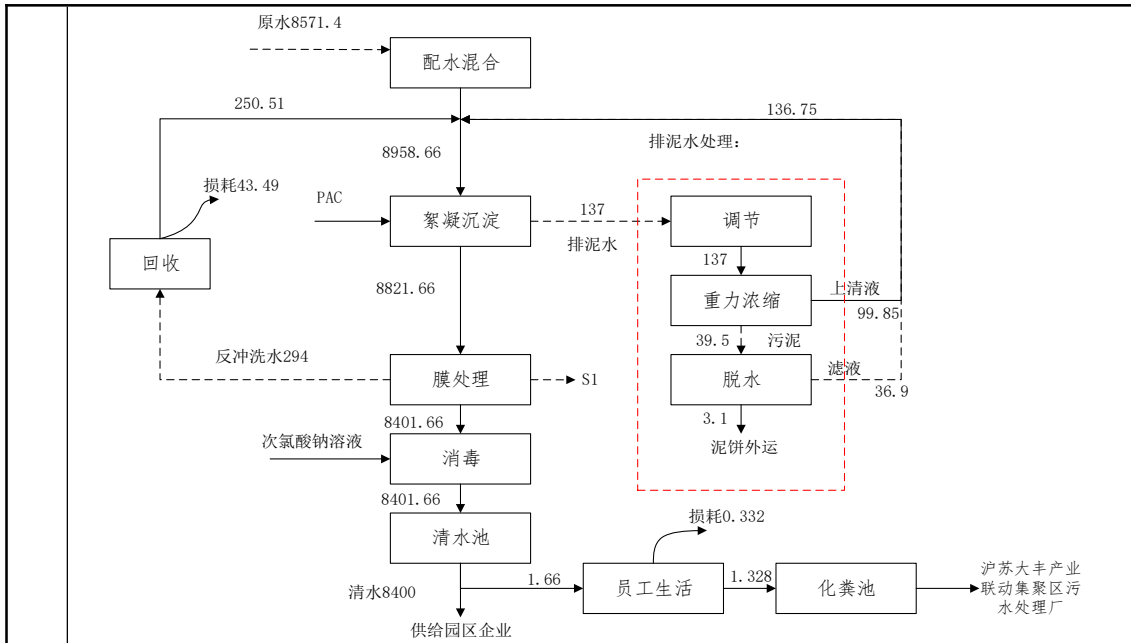 原水8571.4
配水混合
250.51
136.75
排泥水处理：
8958.66
损耗43.49
PAC
絮凝沉淀
137
排泥水
调节
回收
137
8821.66
重力浓缩
上清液
99.85
39.5
污泥
反冲洗水294
膜处理
S1
脱水
滤液
36.9
8401.66
3.1
次氯酸钠溶液
消毒
泥饼外运
8401.66
清水池
损耗0.332
清水8400
1.66
员工生活
1.328
化粪池
沪苏大丰产业
联动集聚区污
水处理厂
供给园区企业